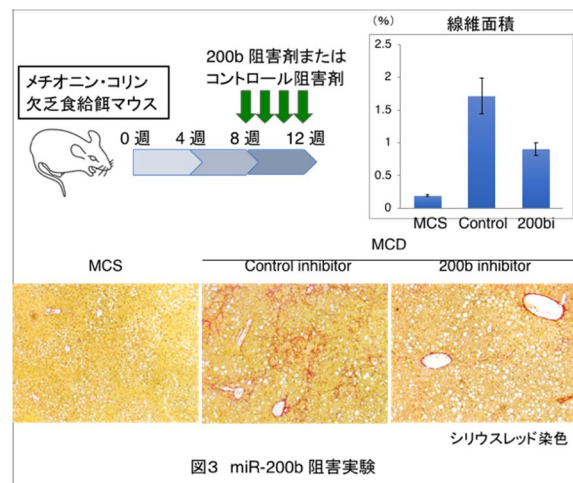 メチオニン・コリン
欠乏食給餌マウス
200b 阻害剤または
コントロール阻害剤
0 週 4 週 8 週 12 週
（%） 線維面積
2.5
2
1.5
1
0.5
0
MCS Control 200bi
MCD
MCS Control inhibitor 200b inhibitor
シリウスレッド染色
図3 miR-200b 阻害実験